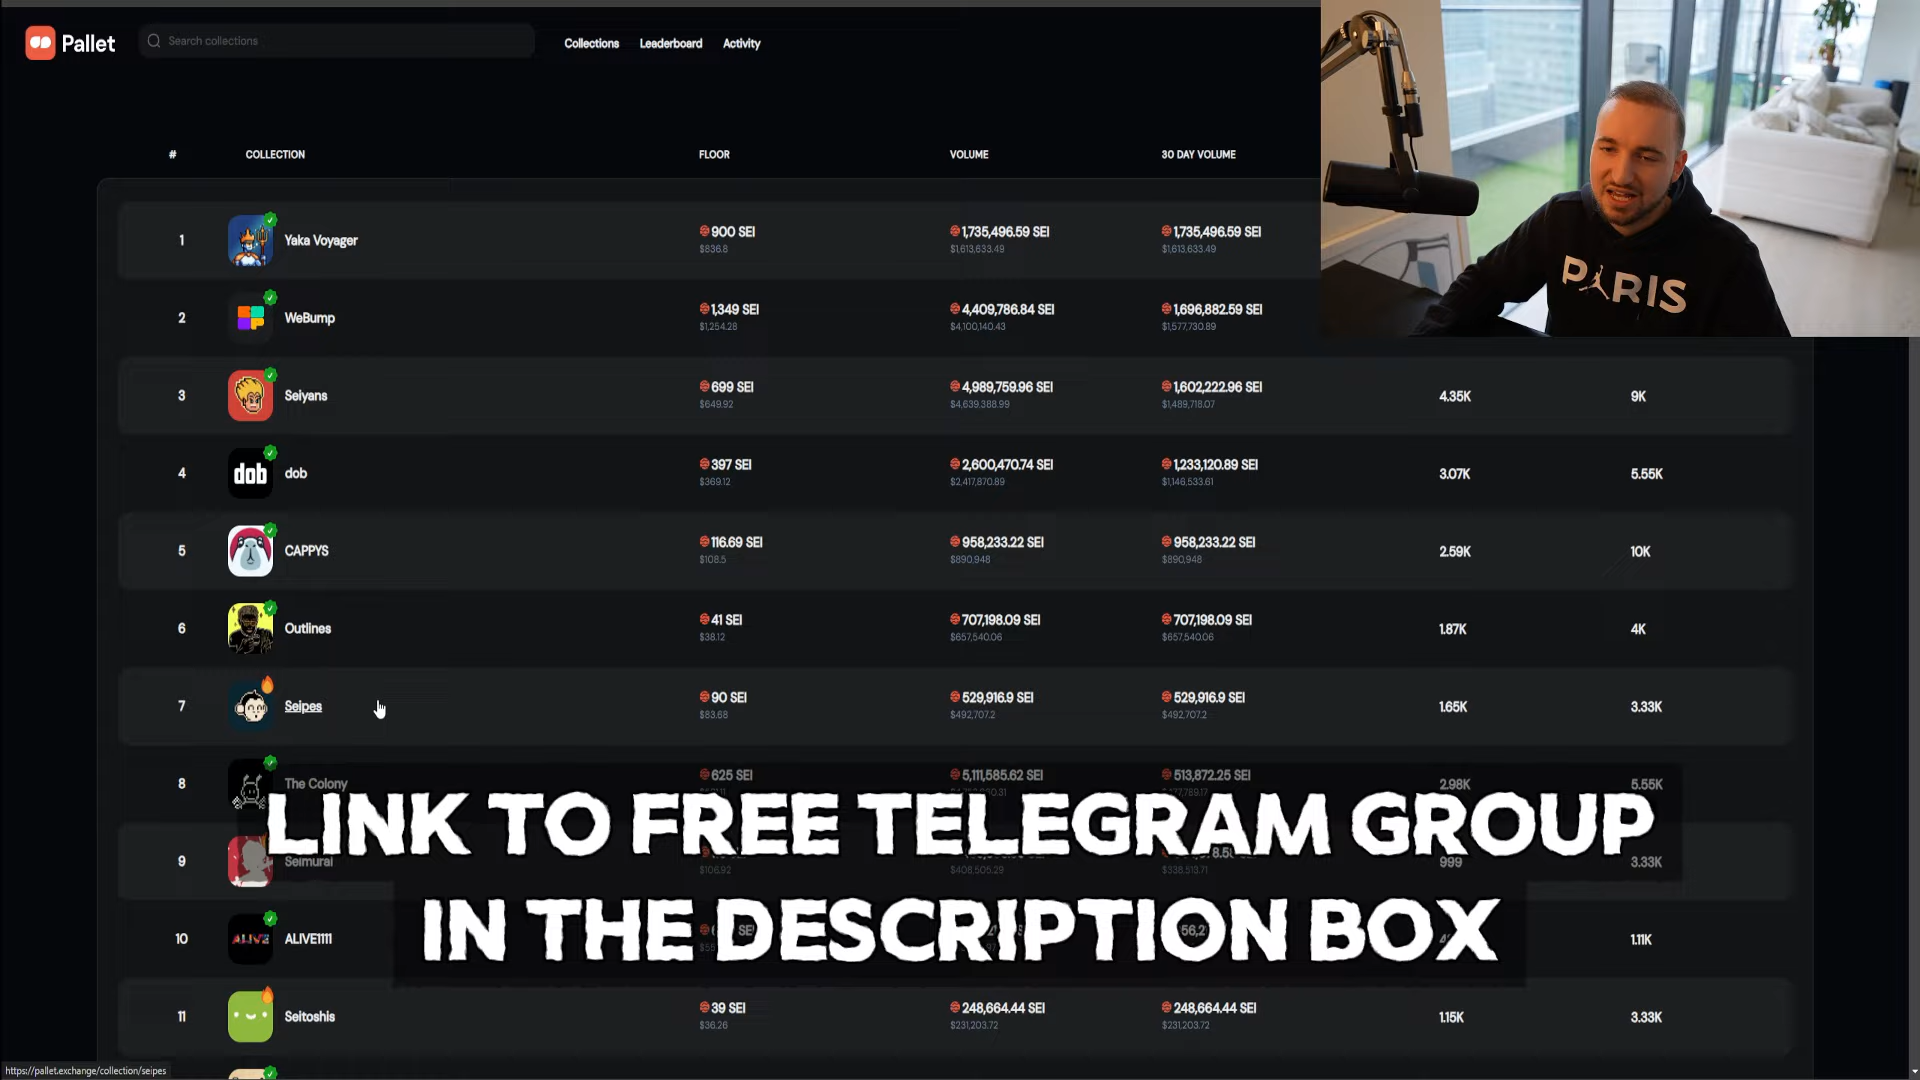 Pallet
Search collections
Collections
Leaderboard
Activity
# COLLECTION FLOOR VOLUME 30 DAY VOLUME
1 Yaka Voyager 900 SEI 1,735,496.59 SEI 1,735,496.59 SEI
$836.8 $1,613,633.49 $1,613,633.49
2 WeBump 1,349 SEI 4,409,786.84 SEI 1,696,882.59 SEI
$1,254.28 $4,100,140.43 $1,577,730.89
3 Seiyans 699 SEI 4,989,759.96 SEI 1,602,222.96 SEI 4.35K 9K
$649.92 $4,639,388.99 $1,489,718.07
4 dob dob 397 SEI 2,600,470.74 SEI 1,233,120.89 SEI 3.07K 5.55K
$369.12 $2,417,870.89 $1,146,533.61
5 CAPPYS 116.69 SEI 958,233.22 SEI 958,233.22 SEI 2.59K 10K
$108.5 $890,948 $890,948
6 Outlines 41 SEI 707,198.09 SEI 707,198.09 SEI 1.87K 4K
$38.12 $657,540.06 $657,540.06
7 Seipes 90 SEI 529,916.9 SEI 529,916.9 SEI 1.65K 3.33K
$83.68 $492,707.2 $492,707.2
8 The Colony 625 SEI 5,111,585.62 SEI 513,872.25 SEI 2.98K 5.55K
LINK TO FREE TELEGRAM GROUP
9 Seimurai 999 3.33K
$106.92 $406,505.29 $338,513.71
IN THE DESCRIPTION BOX
10 ALIVE ALIVE1111 1.11K
11 Seitoshis 39 SEI 248,664.44 SEI 248,664.44 SEI 1.15K 3.33K
$36.26 $231,203.72 $231,203.72
https://pallet.exchange/collection/seipes
PARIS